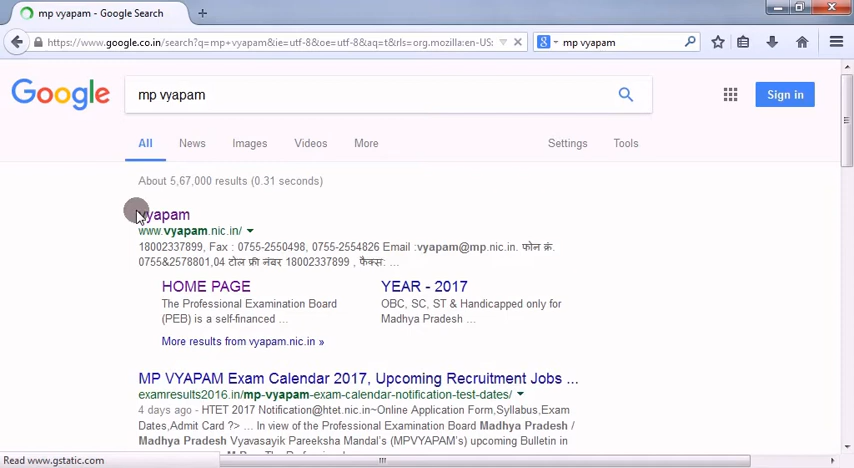 mp vyapam - Google Search
https://www.google.co.in/search?q=mp+vyapam&ie=utf-8&oe=utf-8&aq=t&rls=org.mozilla:en-US:
mp vyapam
Google
mp vyapam
Sign in
All News Images Videos More Settings Tools
About 5,67,000 results (0.31 seconds)
vyapam
www.vyapam.nic.in/
18002337899, Fax : 0755-2550498, 0755-2554826 Email :vyapam@mp.nic.in. फोन क्रं.
0755&2578801,04 टोल फ्री नंबर 18002337899 , फैक्स: ...
HOME PAGE
The Professional Examination Board
(PEB) is a self-financed ...
YEAR - 2017
OBC, SC, ST & Handicapped only for
Madhya Pradesh ...
More results from vyapam.nic.in »
MP VYAPAM Exam Calendar 2017, Upcoming Recruitment Jobs ...
examresults2016.in/mp-vyapam-exam-calendar-notification-test-dates/
4 days ago - HTET 2017 Notification@htet.nic.in~Online Application Form,Syllabus,Exam
Dates,Admit Card ?> ... In view of the Professional Examination Board Madhya Pradesh /
Madhya Pradesh Vyavasayik Pareeksha Mandal's (MPVYAPAM's) upcoming Bulletin in
Read www.gstatic.com